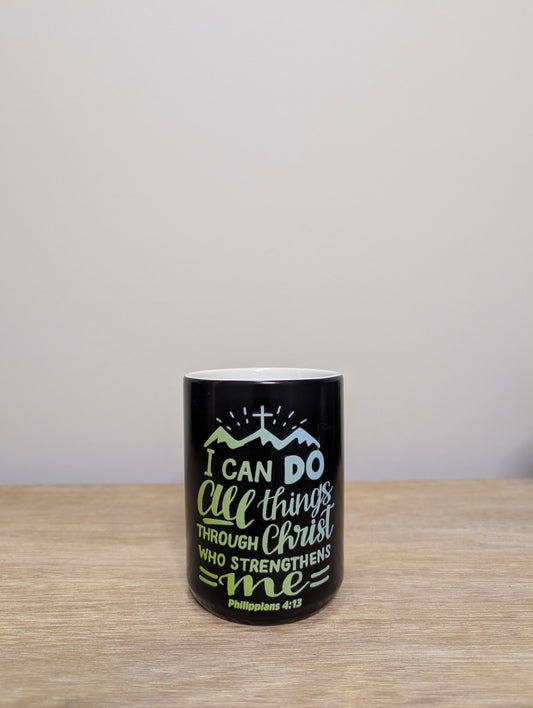 I CAN DO
all things
THROUGH Christ
WHO STRENGTHENS
me
Philippians 4:13